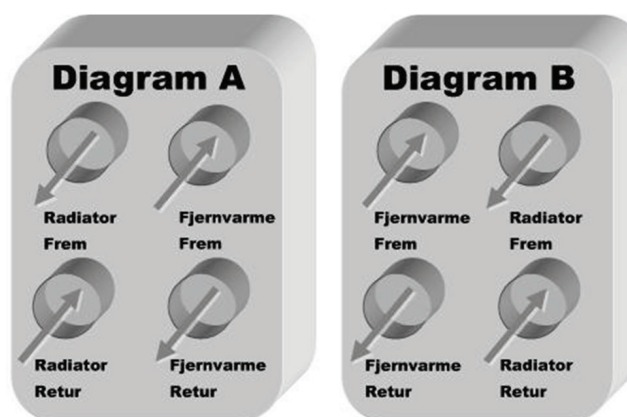 Diagram A
Radiator
Frem
Fjernvarme
Frem
Radiator
Retur
Fjernvarme
Retur
Diagram B
Fjernvarme
Frem
Radiator
Frem
Fjernvarme
Retur
Radiator
Retur